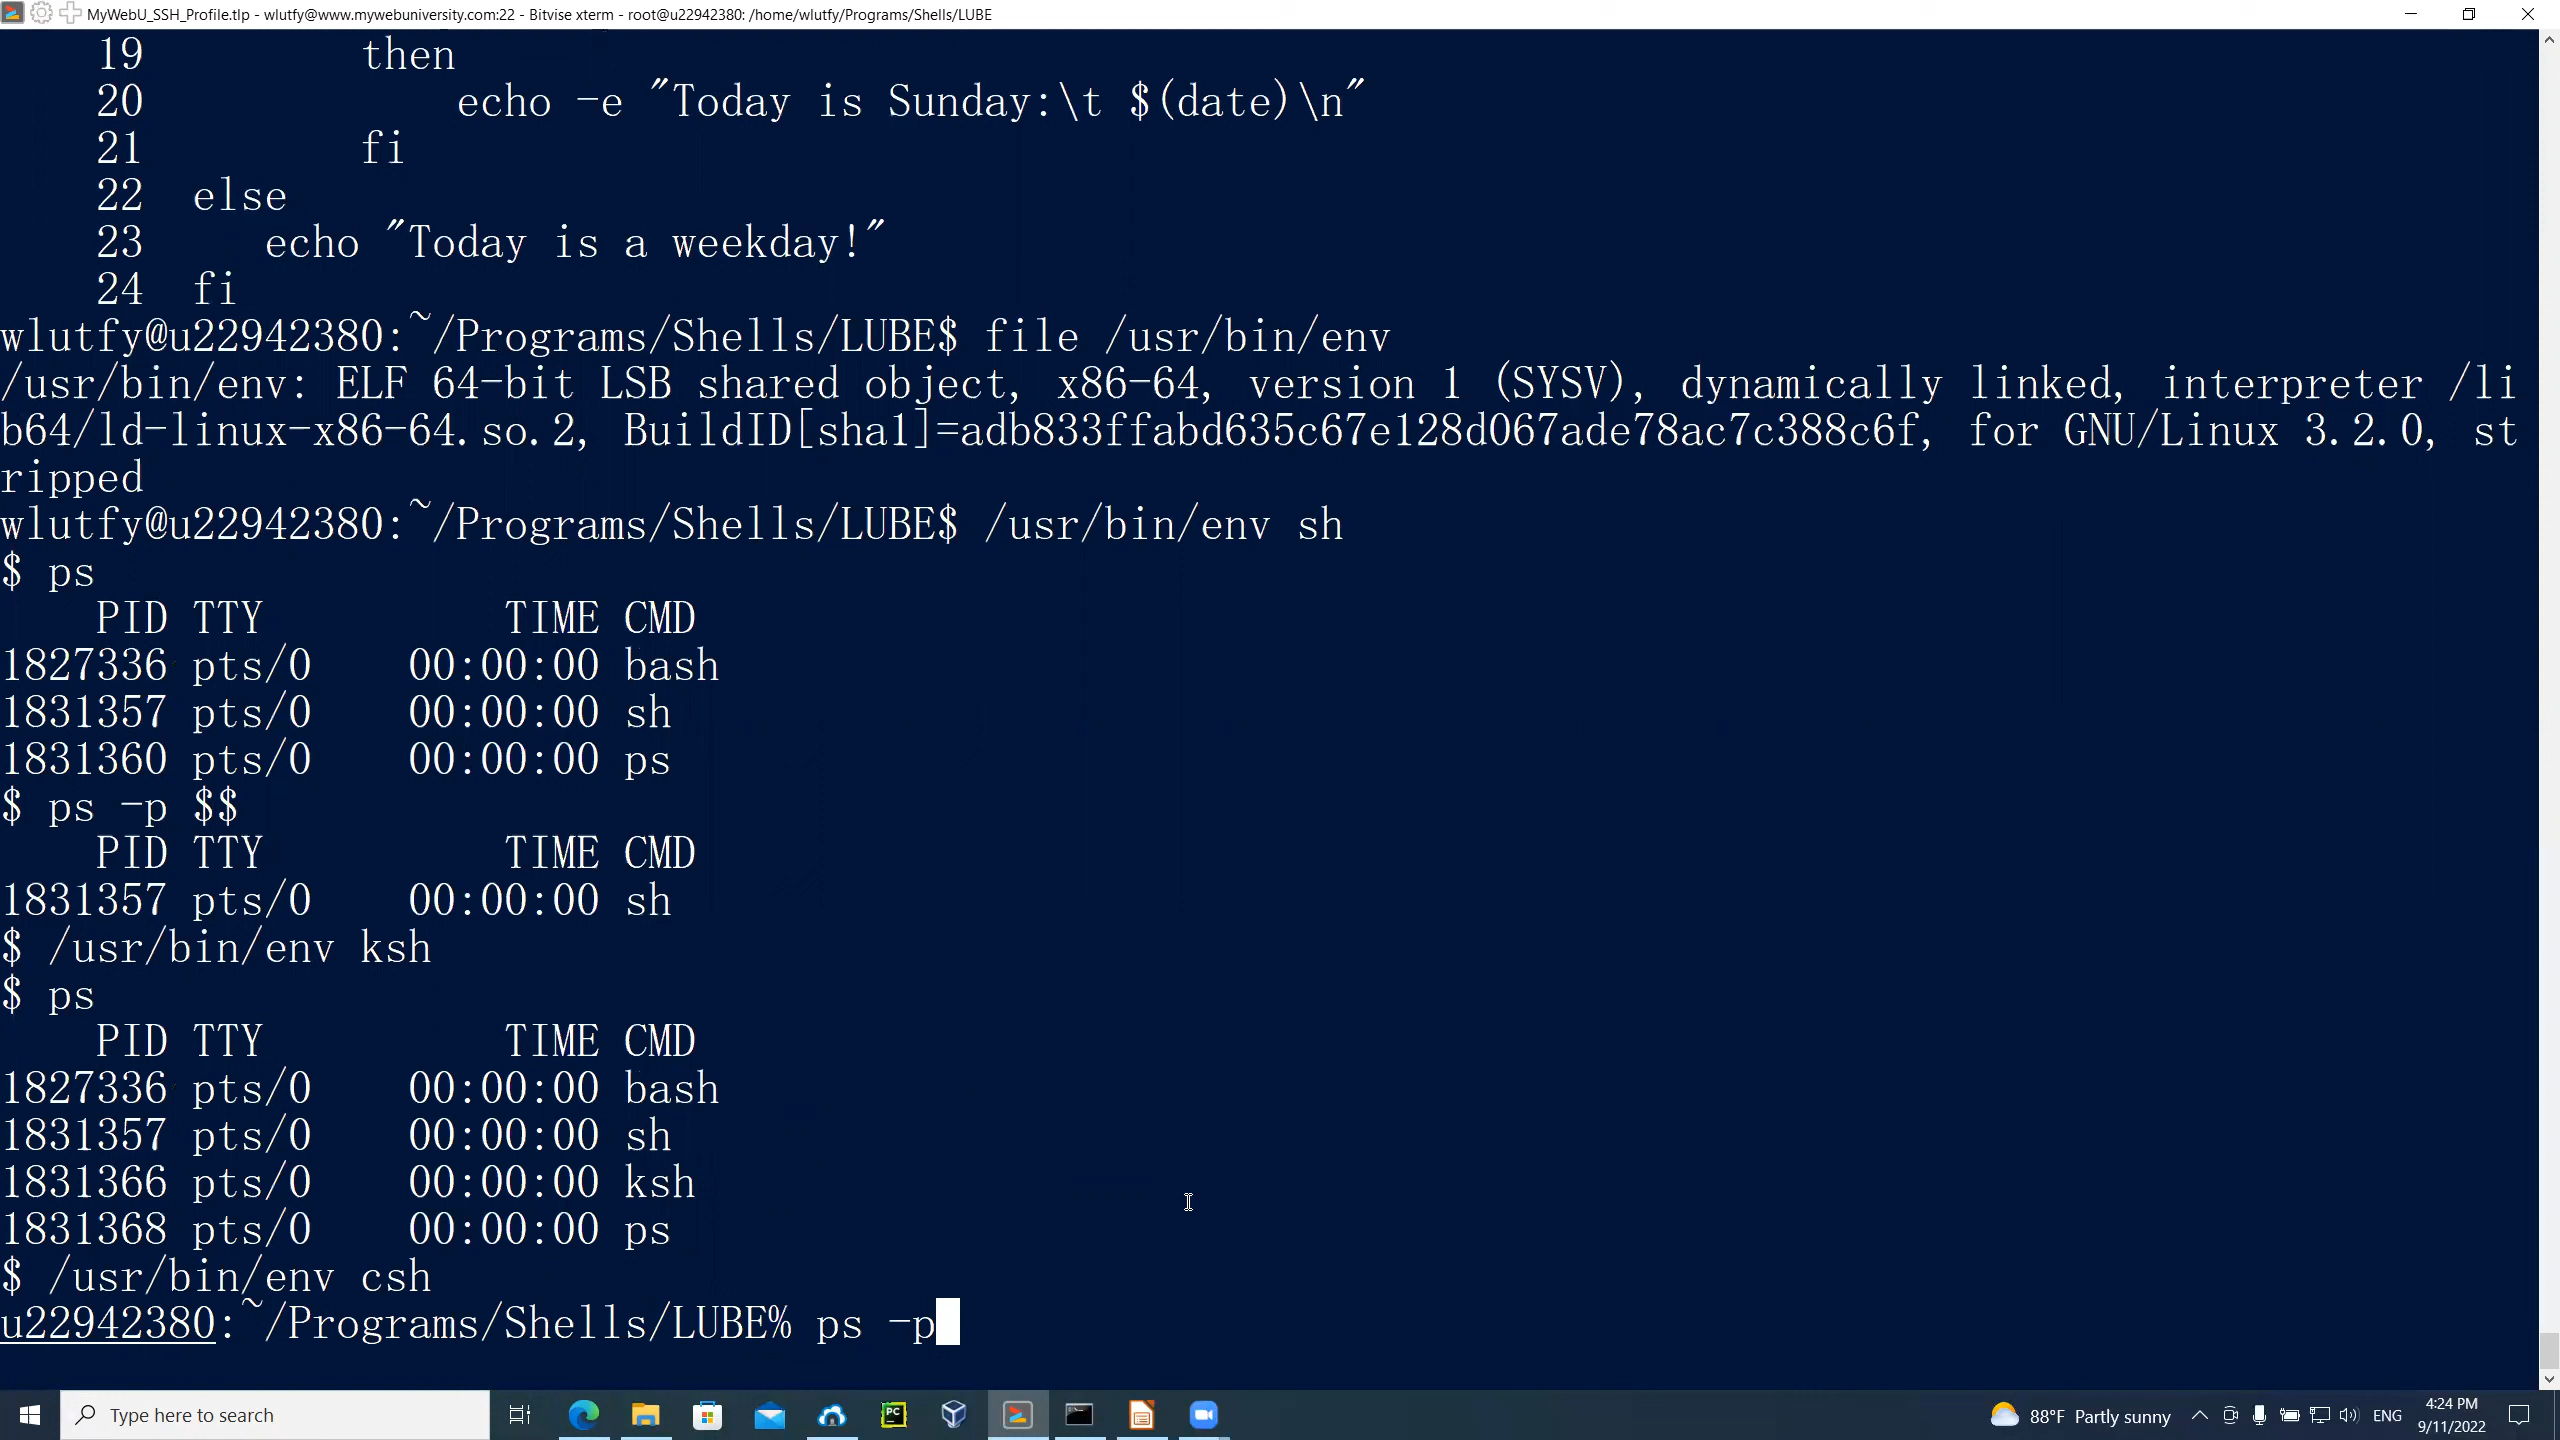 MyWebU_SSH_Profile.tlp - wlutfy@www.mywebuniversity.com:22 - Bitvise xterm - root@u22942380: /home/wlutfy/Programs/Shells/LUBE
19 then
20 echo -e "Today is Sunday:\t $(date)\n"
21 fi
22 else
23 echo "Today is a weekday!"
24 fi
wlutfy@u22942380:~/Programs/Shells/LUBE$ file /usr/bin/env
/usr/bin/env: ELF 64-bit LSB shared object, x86-64, version 1 (SYSV), dynamically linked, interpreter /li
b64/ld-linux-x86-64.so.2, BuildID[sha1]=adb833ffabd635c67e128d067ade78ac7c388c6f, for GNU/Linux 3.2.0, st
ripped
wlutfy@u22942380:~/Programs/Shells/LUBE$ /usr/bin/env sh
$ ps
PID TTY TIME CMD
1827336 pts/0 00:00:00 bash
1831357 pts/0 00:00:00 sh
1831360 pts/0 00:00:00 ps
$ ps -p $$
PID TTY TIME CMD
1831357 pts/0 00:00:00 sh
$ /usr/bin/env ksh
$ ps
PID TTY TIME CMD
1827336 pts/0 00:00:00 bash
1831357 pts/0 00:00:00 sh
1831366 pts/0 00:00:00 ksh
1831368 pts/0 00:00:00 ps
$ /usr/bin/env csh
u22942380:~/Programs/Shells/LUBE% ps -p
Type here to search
PC
88°F Partly sunny
ENG
4:24 PM
9/11/2022